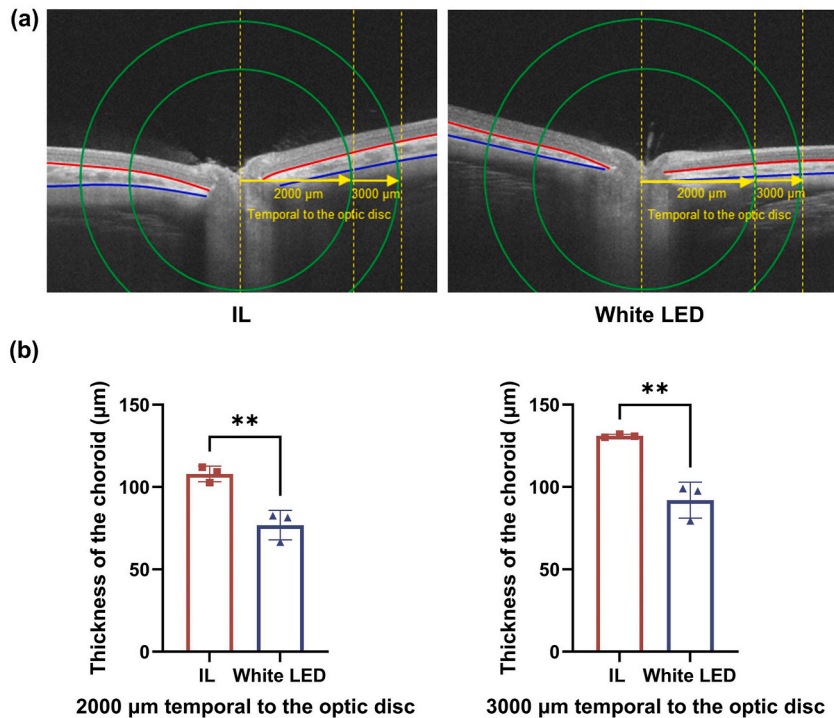 (a)
2000 μm
3000 μm
Temporal to the optic disc
2000 μm
3000 μm
Temporal to the optic disc
IL
White LED
(b)
Thickness of the choroid (μm)
150
100
50
0
**
IL
White LED
2000 μm temporal to the optic disc
Thickness of the choroid (μm)
150
100
50
0
**
IL
White LED
3000 μm temporal to the optic disc